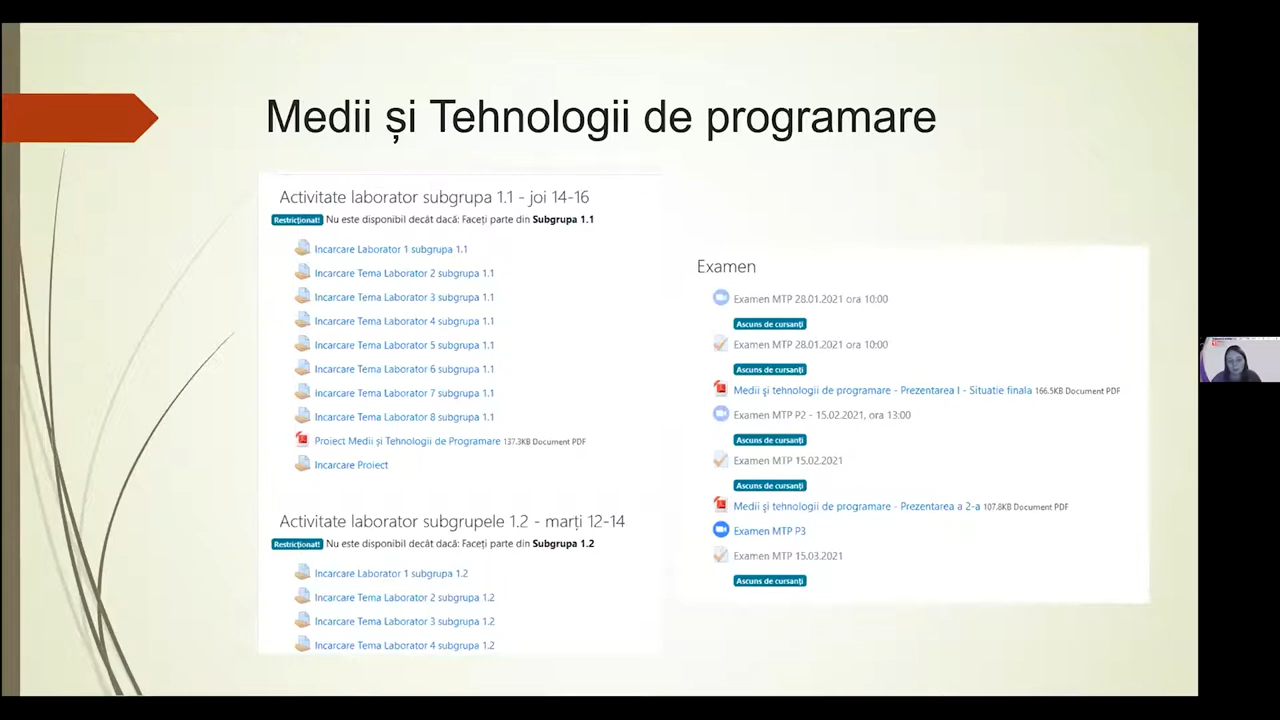 Medii și Tehnologii de programare
Activitate laborator subgrupa 1.1 - joi 14-16
Restricționat! Nu este disponibil decât dacă: Faceți parte din Subgrupa 1.1
Incarcare Laborator 1 subgrupa 1.1
Incarcare Tema Laborator 2 subgrupa 1.1
Incarcare Tema Laborator 3 subgrupa 1.1
Incarcare Tema Laborator 4 subgrupa 1.1
Incarcare Tema Laborator 5 subgrupa 1.1
Incarcare Tema Laborator 6 subgrupa 1.1
Incarcare Tema Laborator 7 subgrupa 1.1
Incarcare Tema Laborator 8 subgrupa 1.1
Proiect Medii și Tehnologii de Programare 137.3KB Document PDF
Incarcare Proiect
Activitate laborator subgrupele 1.2 - marți 12-14
Restricționat! Nu este disponibil decât dacă: Faceți parte din Subgrupa 1.2
Incarcare Laborator 1 subgrupa 1.2
Incarcare Tema Laborator 2 subgrupa 1.2
Incarcare Tema Laborator 3 subgrupa 1.2
Incarcare Tema Laborator 4 subgrupa 1.2
Examen
Examen MTP 28.01.2021 ora 10:00
Ascuns de cursanți
Examen MTP 28.01.2021 ora 10:00
Ascuns de cursanți
Medii şi tehnologii de programare - Prezentarea I - Situatie finala 166.5KB Document PDF
Examen MTP P2 - 15.02.2021, ora 13:00
Ascuns de cursanți
Examen MTP 15.02.2021
Ascuns de cursanți
Medii şi tehnologii de programare - Prezentarea a 2-a 107.8KB Document PDF
Examen MTP P3
Examen MTP 15.03.2021
Ascuns de cursanți